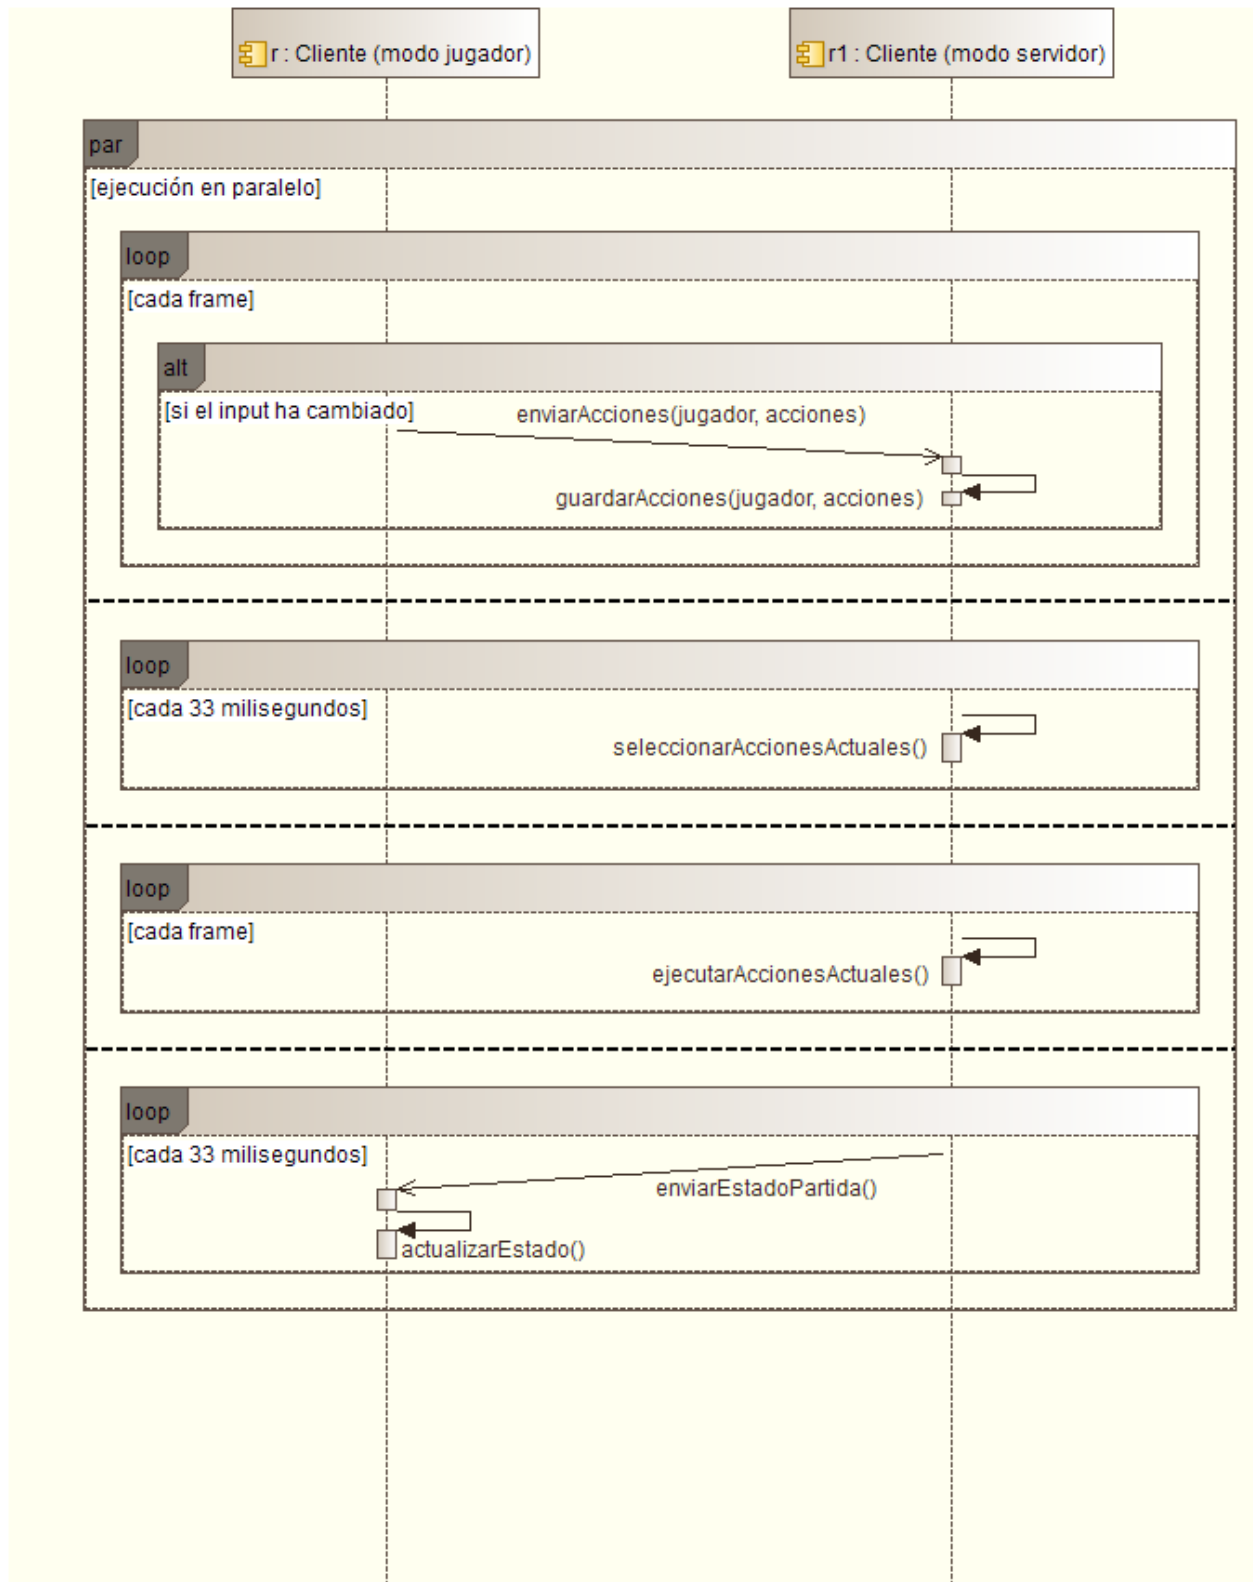 r : Cliente (modo jugador)
r1 : Cliente (modo servidor)
par
[ejecución en paralelo]
loop
[cada frame]
alt
[si el input ha cambiado]
enviarAcciones(jugador, acciones)
guardarAcciones(jugador, acciones)
loop
[cada 33 milisegundos]
seleccionarAccionesActuales()
loop
[cada frame]
ejecutarAccionesActuales()
loop
[cada 33 milisegundos]
enviarEstadoPartida()
actualizarEstado()